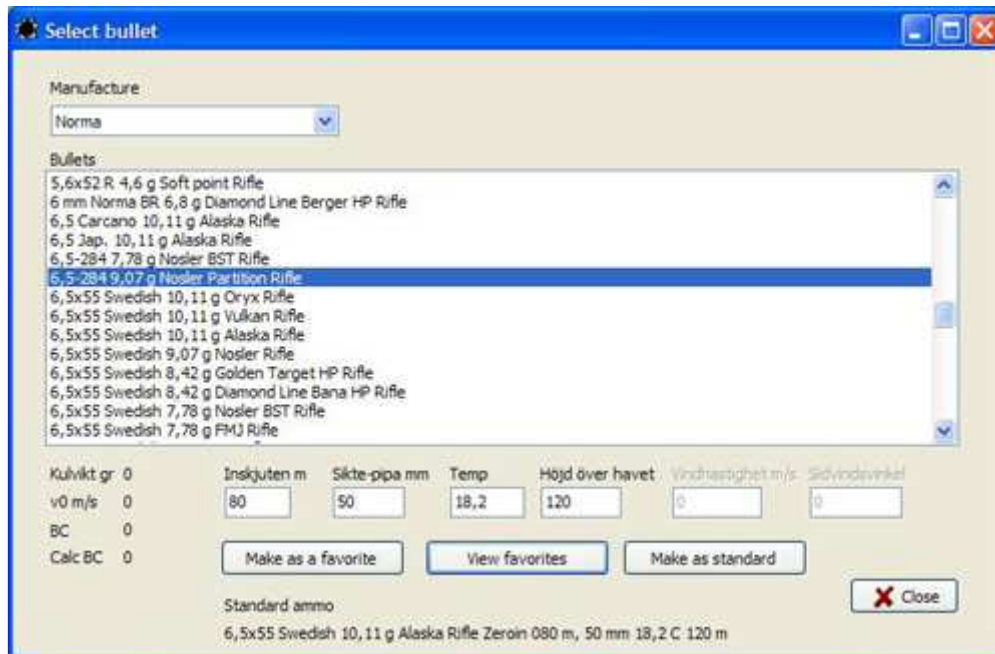 Select bullet
Manufacture
Norma
Bullets
5,6x52 R 4,6 g Soft point Rifle
6 mm Norma BR 6,8 g Diamond Line Berger HP Rifle
6,5 Carcano 10,11 g Alaska Rifle
6,5 Jap. 10,11 g Alaska Rifle
6,5-284 7,78 g Nosler BST Rifle
6,5-284 9,07 g Nosler Partition Rifle
6,5x55 Swedish 10,11 g Oryx Rifle
6,5x55 Swedish 10,11 g Vulkan Rifle
6,5x55 Swedish 10,11 g Alaska Rifle
6,5x55 Swedish 9,07 g Nosler Rifle
6,5x55 Swedish 8,42 g Golden Target HP Rifle
6,5x55 Swedish 8,42 g Diamond Line Bana HP Rifle
6,5x55 Swedish 7,78 g Nosler BST Rifle
6,5x55 Swedish 7,78 g FMJ Rifle
Kulvikt gr 0 Inskjuten m Sikte-pipa mm Temp Höjd över havet Vindhastighet m/s Sidvindsvinkel
v0 m/s 0 80 50 18,2 120 0 0
BC 0
Calc BC 0 Make as a favorite View favorites Make as standard
Close
Standard ammo
6,5x55 Swedish 10,11 g Alaska Rifle Zeroin 080 m, 50 mm 18,2 C 120 m